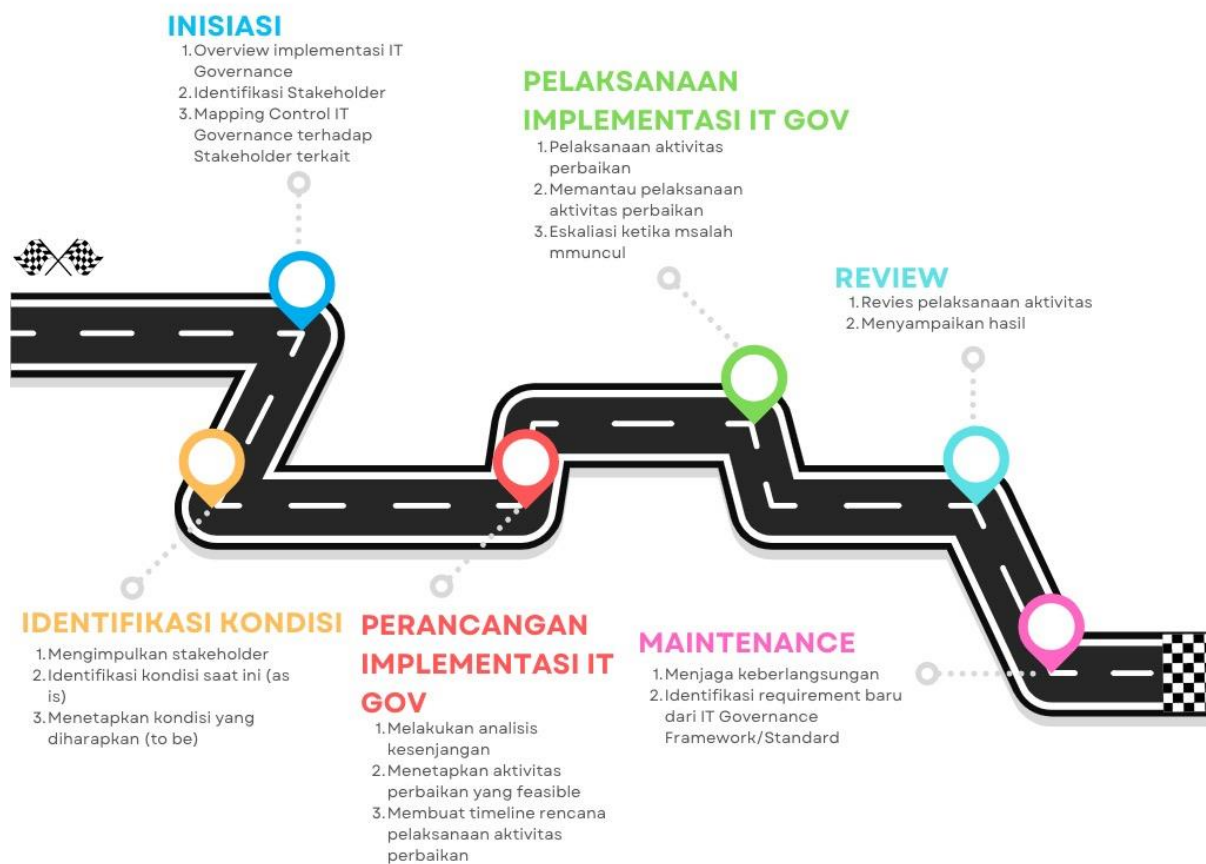 INISIASI
1. Overview implementasi IT
Governance
2. Identifikasi Stakeholder
3. Mapping Control IT
Governance terhadap
Stakeholder terkait
PELAKSANAAN
IMPLEMENTASI IT GOV
1. Pelaksanaan aktivitas
perbaikan
2. Memantau pelaksanaan
aktivitas perbaikan
3. Eskaliasi ketika msalah
mmuncul
REVIEW
1. Revies pelaksanaan aktivitas
2. Menyampaikan hasil
IDENTIFIKASI KONDISI
1. Mengimpulkan stakeholder
2. Identifikasi kondisi saat ini (as
is)
3. Menetapkan kondisi yang
diharapkan (to be)
PERANCANGAN
IMPLEMENTASI IT
GOV
1. Melakukan analisis
kesenjangan
2. Menetapkan aktivitas
perbaikan yang feasible
3. Membuat timeline rencana
pelaksanaan aktivitas
perbaikan
MAINTENANCE
1. Menjaga keberlangsungan
2. Identifikasi requirement baru
dari IT Governance
Framework/Standard